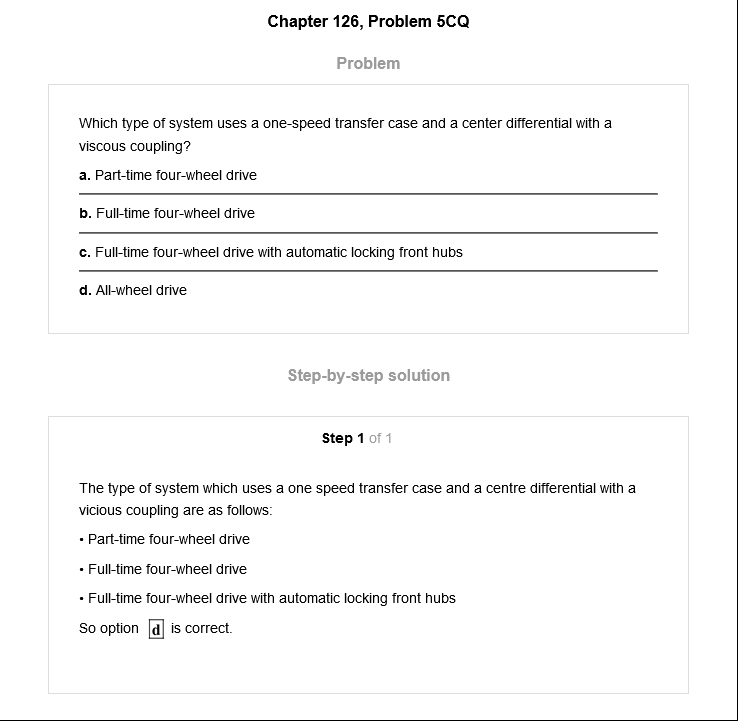 Chapter 126, Problem 5CQ
Problem
Which type of system uses a one-speed transfer case and a center differential with a
viscous coupling?
a. Part-time four-wheel drive
b. Full-time four-wheel drive
c. Full-time four-wheel drive with automatic locking front hubs
d. All-wheel drive
Step-by-step solution
Step 1 of 1
The type of system which uses a one speed transfer case and a centre differential with a
vicious coupling are as follows:
• Part-time four-wheel drive
• Full-time four-wheel drive
• Full-time four-wheel drive with automatic locking front hubs
So option d is correct.